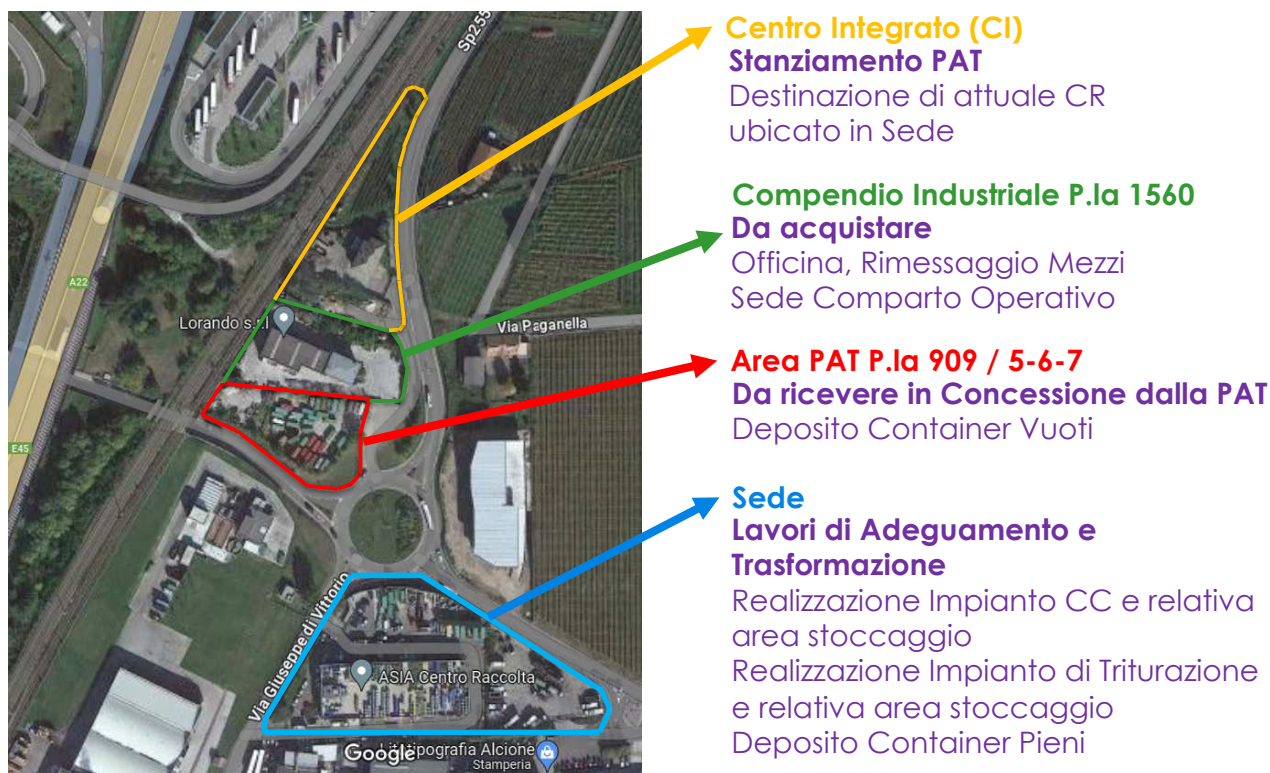 Centro Integrato (CI)
Stanziamento PAT
Destinazione di attuale CR
ubicato in Sede
Compendio Industriale P.la 1560
Da acquistare
Officina, Rimessaggio Mezzi
Sede Comparto Operativo
Area PAT P.la 909 / 5-6-7
Da ricevere in Concessione dalla PAT
Deposito Container Vuoti
Sede
Lavori di Adeguamento e
Trasformazione
Realizzazione Impianto CC e relativa
area stoccaggio
Realizzazione Impianto di Triturazione
e relativa area stoccaggio
Deposito Container Pieni
Sp255
A22
Lorando s.r.l
Via Paganella
E45
Via Giuseppe di Vittorio
ASIA Centro Raccolta
Google
Alcione
Stamperia